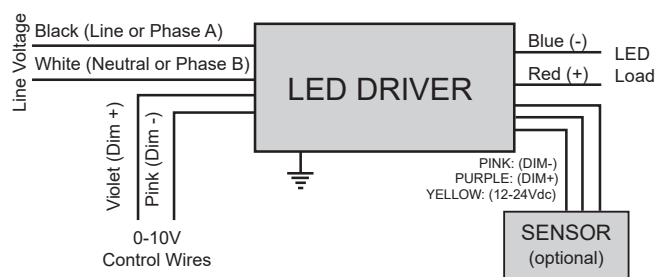 Line Voltage
Black (Line or Phase A)
White (Neutral or Phase B)
Violet (Dim +)
Pink (Dim -)
0-10V
Control Wires
LED DRIVER
Blue (-)
Red (+)
LED
Load
PINK: (DIM-)
PURPLE: (DIM+)
YELLOW: (12-24Vdc)
SENSOR
(optional)